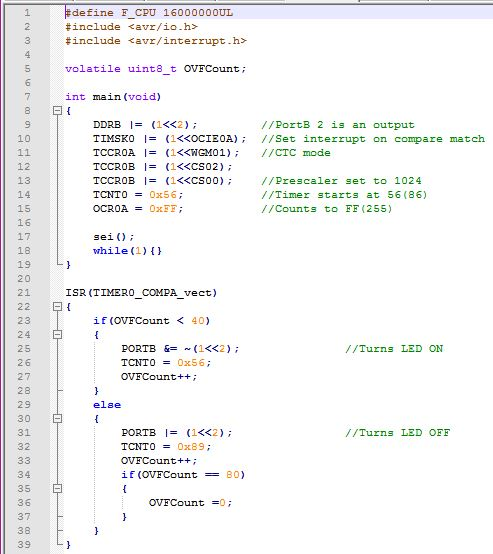 1 #define F_CPU 16000000UL
2 #include <avr/io.h>
3 #include <avr/interrupt.h>
4
5 volatile uint8_t OVFCount;
6
7 int main(void)
8 {
9 DDRB |= (1<<2); //PortB 2 is an output
10 TIMSK0 |= (1<<OCIE0A); //Set interrupt on compare match
11 TCCR0A |= (1<<WGM01); //CTC mode
12 TCCR0B |= (1<<CS02);
13 TCCR0B |= (1<<CS00); //Prescaler set to 1024
14 TCNT0 = 0x56; //Timer starts at 56(86)
15 OCR0A = 0xFF; //Counts to FF(255)
16
17 sei();
18 while(1){}
19 }
20
21 ISR(TIMER0_COMPA_vect)
22 {
23 if(OVFCount < 40)
24 {
25 PORTB &= ~(1<<2); //Turns LED ON
26 TCNT0 = 0x56;
27 OVFCount++;
28 }
29 else
30 {
31 PORTB |= (1<<2); //Turns LED OFF
32 TCNT0 = 0x89;
33 OVFCount++;
34 if(OVFCount == 80)
35 {
36 OVFCount =0;
37 }
38 }
39 }